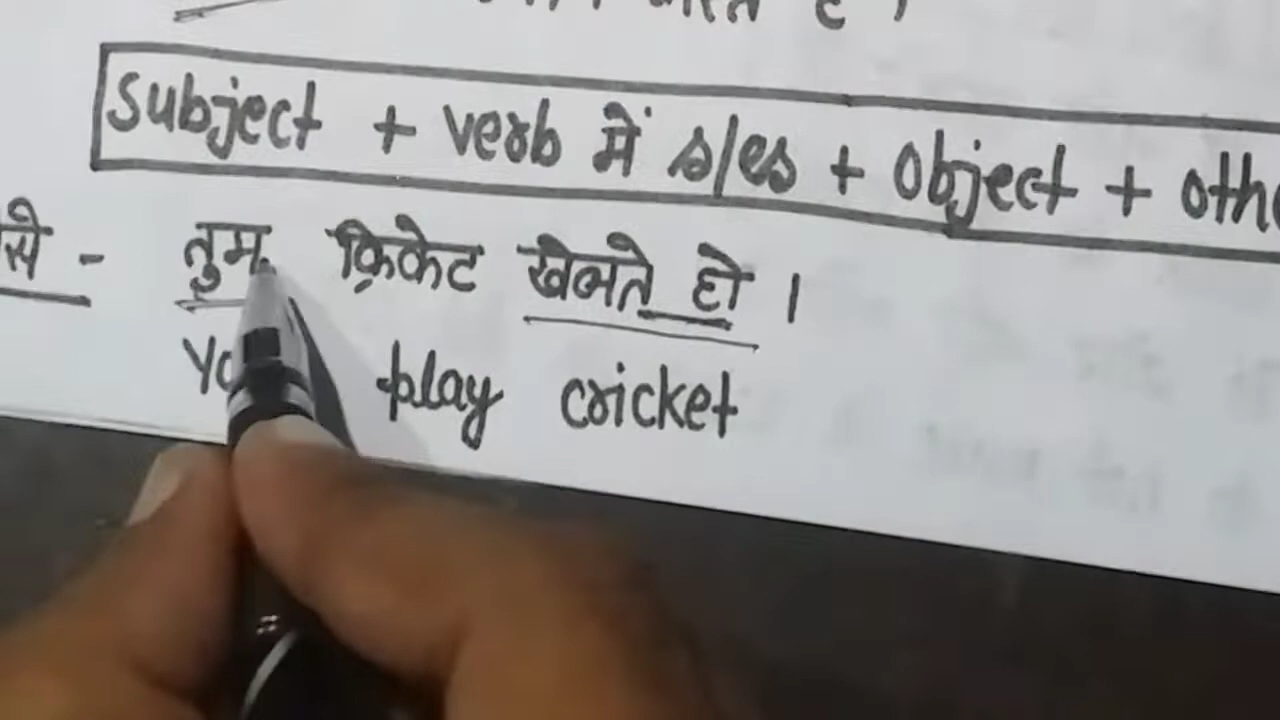 subject + verb में s/es + object + othe
तुम क्रिकेट खेलते हो ।
play cricket